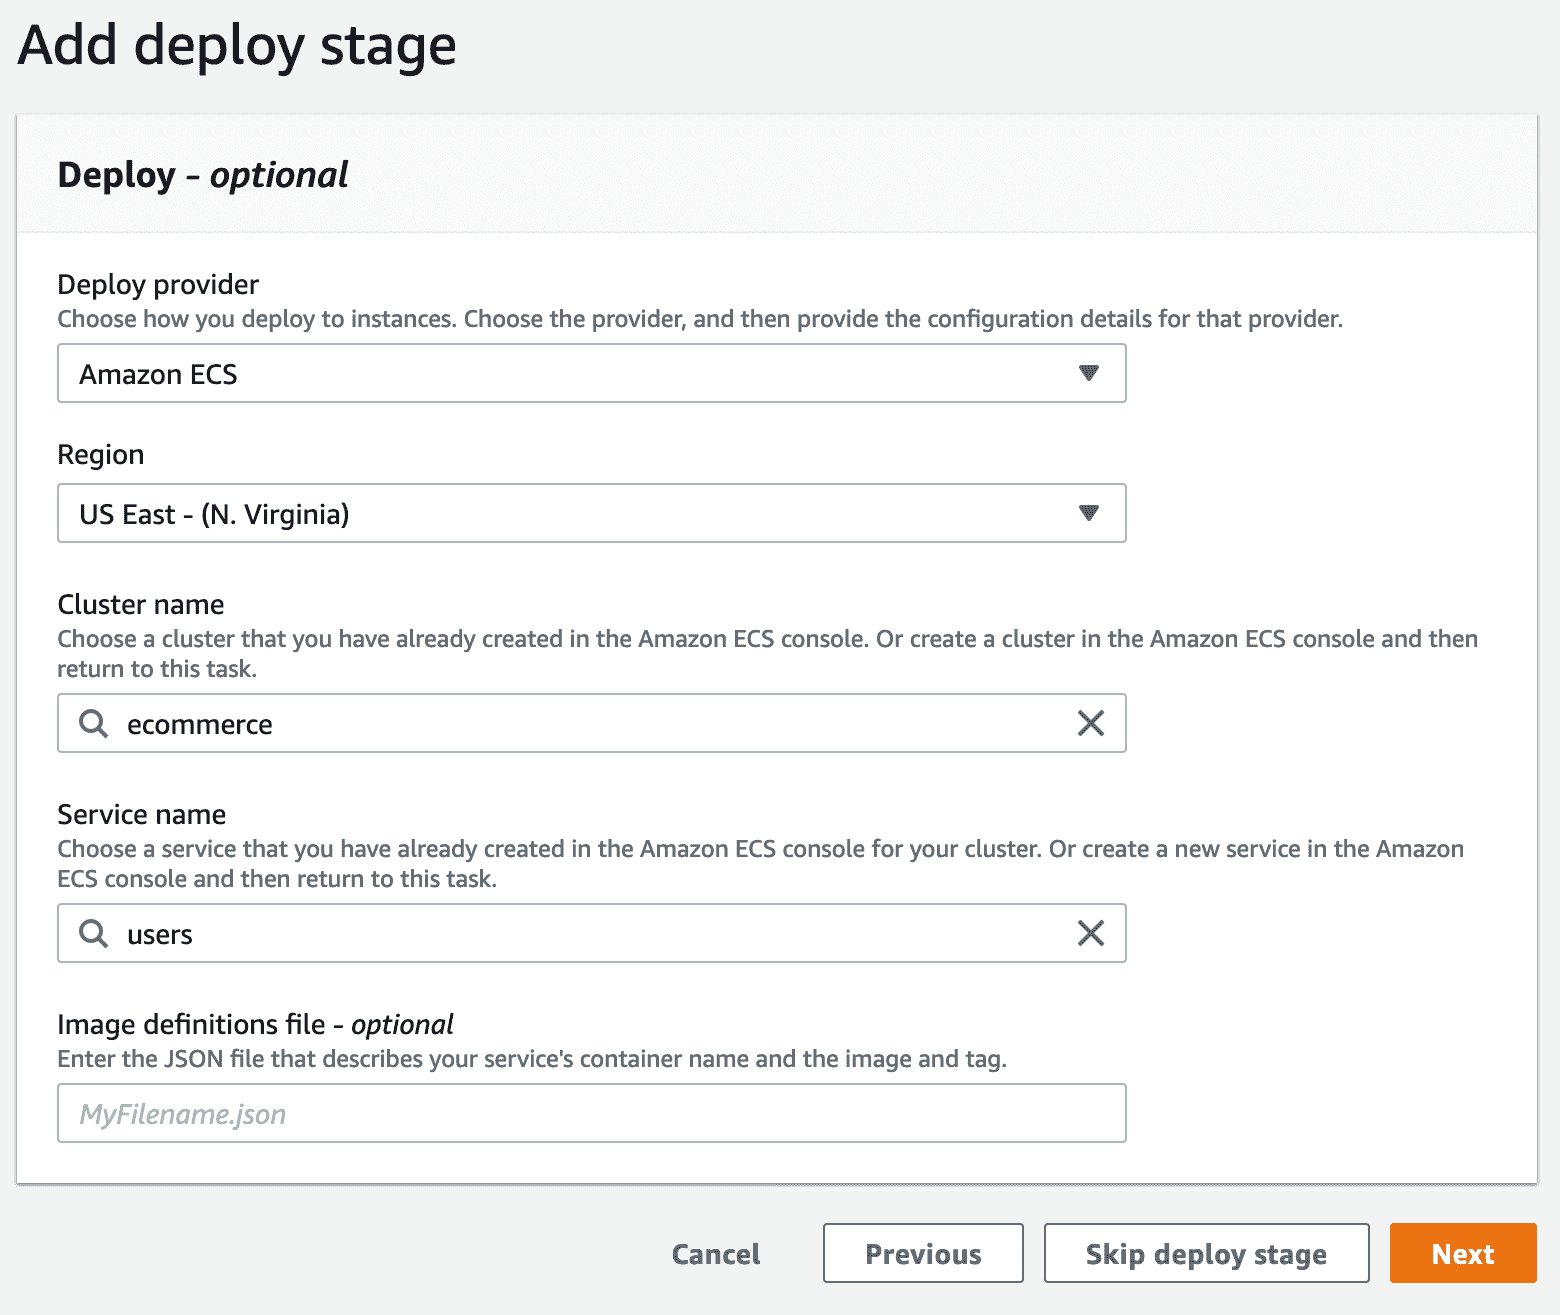 Add deploy stage
Deploy - optional
Deploy provider
Choose how you deploy to instances. Choose the provider, and then provide the configuration details for that provider.
Amazon ECS
Region
US East - (N. Virginia)
Cluster name
Choose a cluster that you have already created in the Amazon ECS console. Or create a cluster in the Amazon ECS console and then
return to this task.
ecommerce
Service name
Choose a service that you have already created in the Amazon ECS console for your cluster. Or create a new service in the Amazon
ECS console and then return to this task.
users
Image definitions file - optional
Enter the JSON file that describes your service's container name and the image and tag.
MyFilename.json
Cancel
Previous
Skip deploy stage
Next